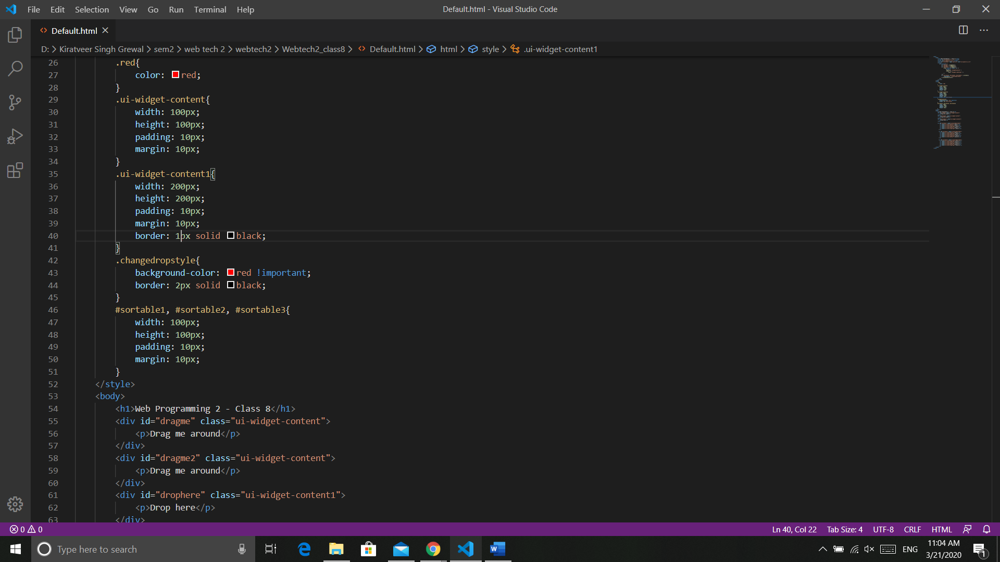 File Edit Selection View Go Run Terminal Help
Default.html - Visual Studio Code
Default.html
D: > Kiratveer Singh Grewal > sem2 > web tech 2 > webtech2 > Webtech2_class8 > Default.html > html > style > .ui-widget-content1
26 .red{
27 color: red;
28 }
29 .ui-widget-content{
30 width: 100px;
31 height: 100px;
32 padding: 10px;
33 margin: 10px;
34 }
35 .ui-widget-content1{
36 width: 200px;
37 height: 200px;
38 padding: 10px;
39 margin: 10px;
40 border: 1px solid black;
41 }
42 .changedropstyle{
43 background-color: red !important;
44 border: 2px solid black;
45 }
46 #sortable1, #sortable2, #sortable3{
47 width: 100px;
48 height: 100px;
49 padding: 10px;
50 margin: 10px;
51 }
52 </style>
53 <body>
54 <h1>Web Programming 2 - Class 8</h1>
55 <div id="dragme" class="ui-widget-content">
56 <p>Drag me around</p>
57 </div>
58 <div id="dragme2" class="ui-widget-content">
59 <p>Drag me around</p>
60 </div>
61 <div id="drophere" class="ui-widget-content1">
62 <p>Drop here</p>
63 </div>
0 0
Ln 40, Col 22 Tab Size: 4 UTF-8 CRLF HTML
Type here to search
ENG
11:04 AM
3/21/2020
1